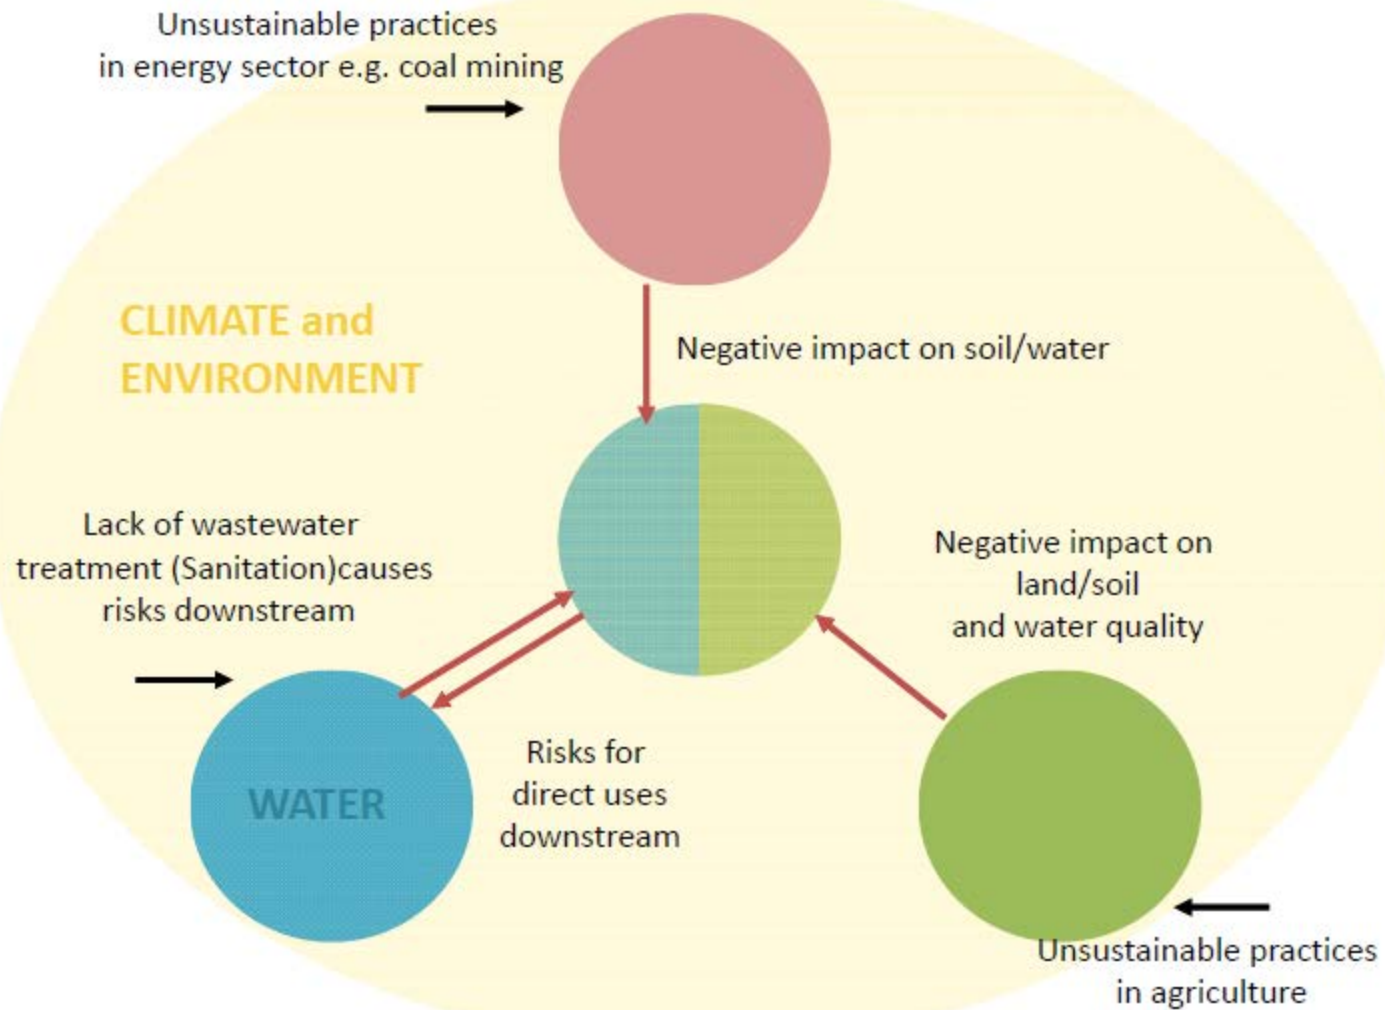 Unsustainable practices
in energy sector e.g. coal mining
CLIMATE and
ENVIRONMENT
Negative impact on soil/water
Lack of wastewater
treatment (Sanitation)causes
risks downstream
Negative impact on
land/soil
and water quality
WATER
Risks for
direct uses
downstream
Unsustainable practices
in agriculture